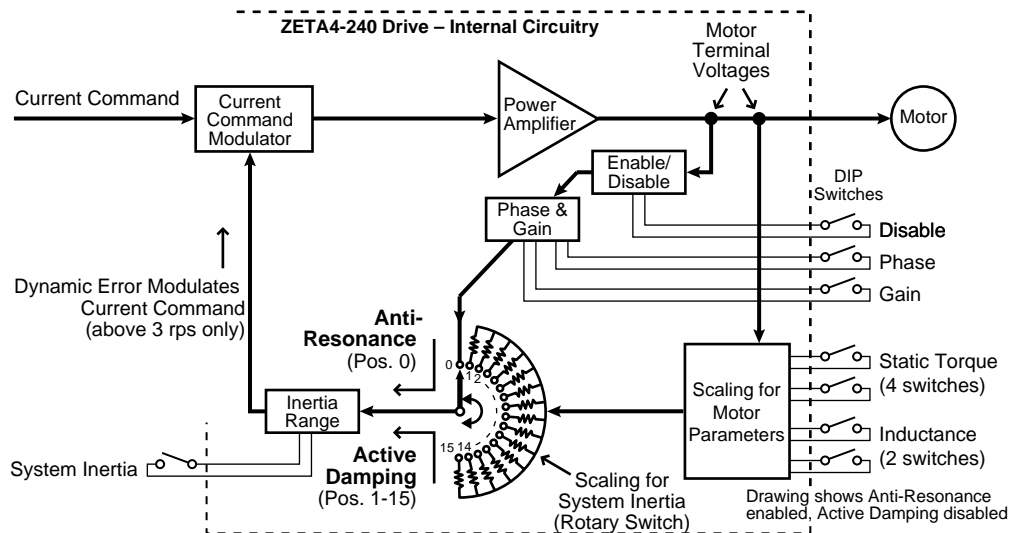 ZETA4-240 Drive – Internal Circuitry
Motor
Terminal
Voltages
Current Command
Current
Command
Modulator
Power
Amplifier
Motor
Enable/
Disable
DIP
Switches
Phase &
Gain
Disable
Phase
Gain
Dynamic Error Modulates
Current Command
(above 3 rps only)
Anti-
Resonance
(Pos. 0)
0
1
2
Static Torque
(4 switches)
Scaling for
Motor
Parameters
Inertia
Range
Inductance
(2 switches)
15
14
Active
Damping
(Pos. 1-15)
System Inertia
Scaling for
System Inertia
(Rotary Switch)
Drawing shows Anti-Resonance
enabled, Active Damping disabled